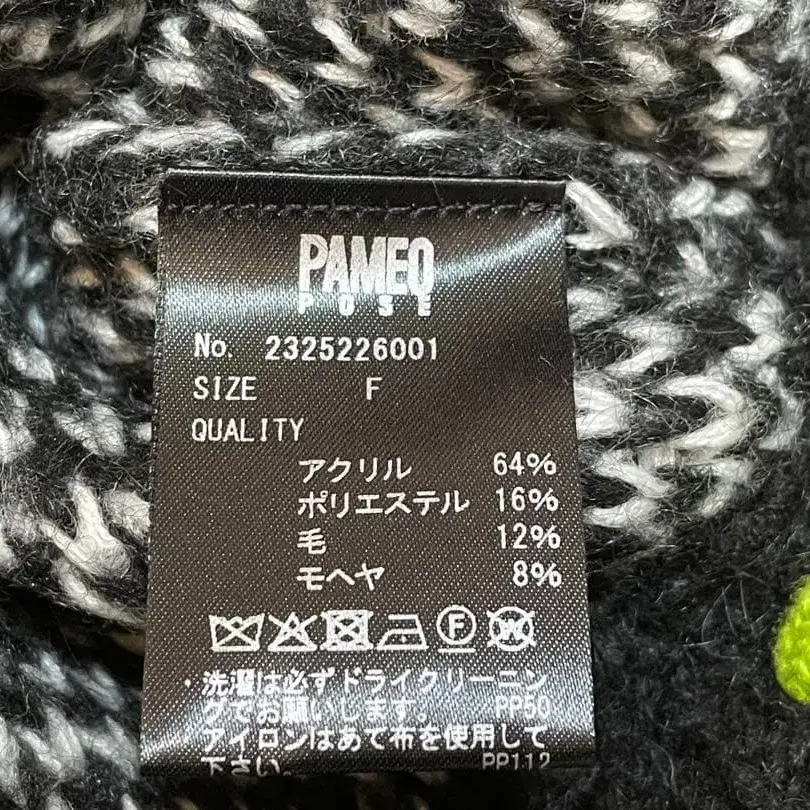 PAMEO
POSE
No. 2325226001
SIZE F
QUALITY
アクリル 64%
ポリエステル 16%
毛 12%
モヘヤ 8%
F W
・洗濯は必ずドライクリーニン
グでお願いします。 PP50
アイロンはあて布を使用して
下さい。 PP112